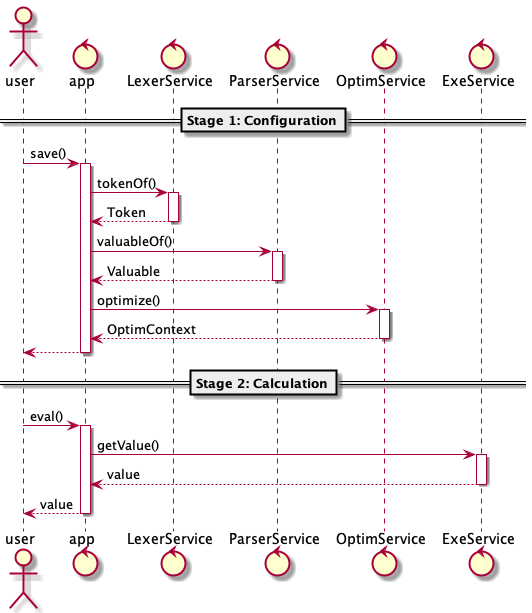 user app LexerService ParserService OptimService ExeService
Stage 1: Configuration
save()
tokenOf()
Token
valuableOf()
Valuable
optimize()
OptimContext
Stage 2: Calculation
eval()
getValue()
value
value
user app LexerService ParserService OptimService ExeService